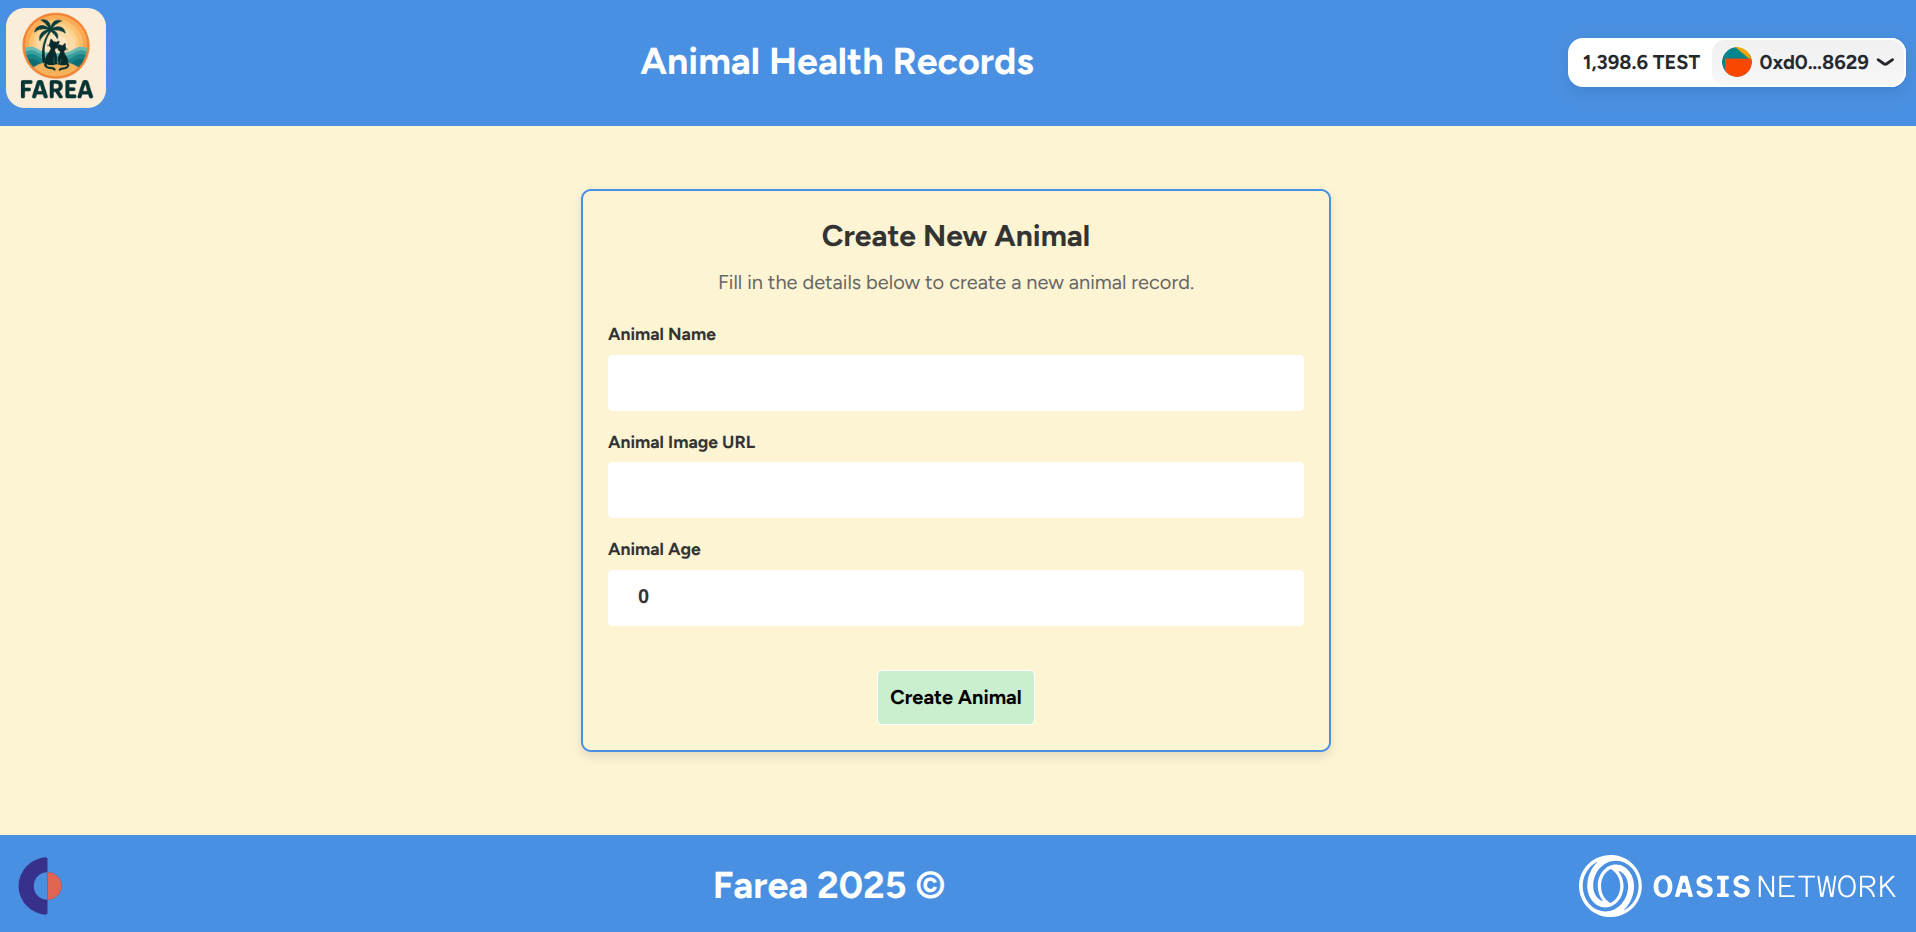 FAREA
Animal Health Records
1,398.6 TEST
0xd0...8629
Create New Animal
Fill in the details below to create a new animal record.
Animal Name
Animal Image URL
Animal Age
0
Create Animal
Farea 2025 ©
OASIS NETWORK